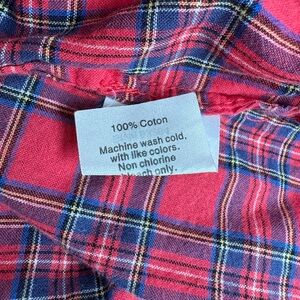 100% Coton
Machine wash cold,
with like colors.
Non chlorine
only.